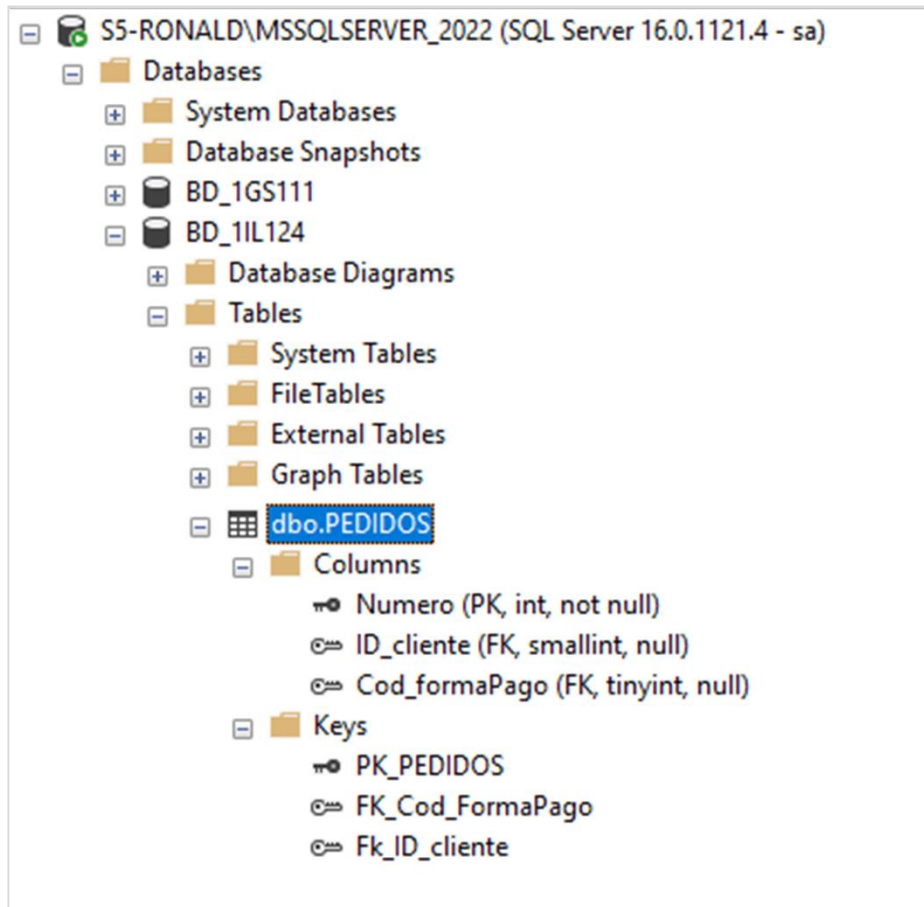 S5-RONALD\MSSQLSERVER_2022 (SQL Server 16.0.1121.4 - sa)
Databases
System Databases
Database Snapshots
BD_1GS111
BD_1IL124
Database Diagrams
Tables
System Tables
FileTables
External Tables
Graph Tables
dbo.PEDIDOS
Columns
Numero (PK, int, not null)
ID_cliente (FK, smallint, null)
Cod_formaPago (FK, tinyint, null)
Keys
PK_PEDIDOS
FK_Cod_FormaPago
Fk_ID_cliente